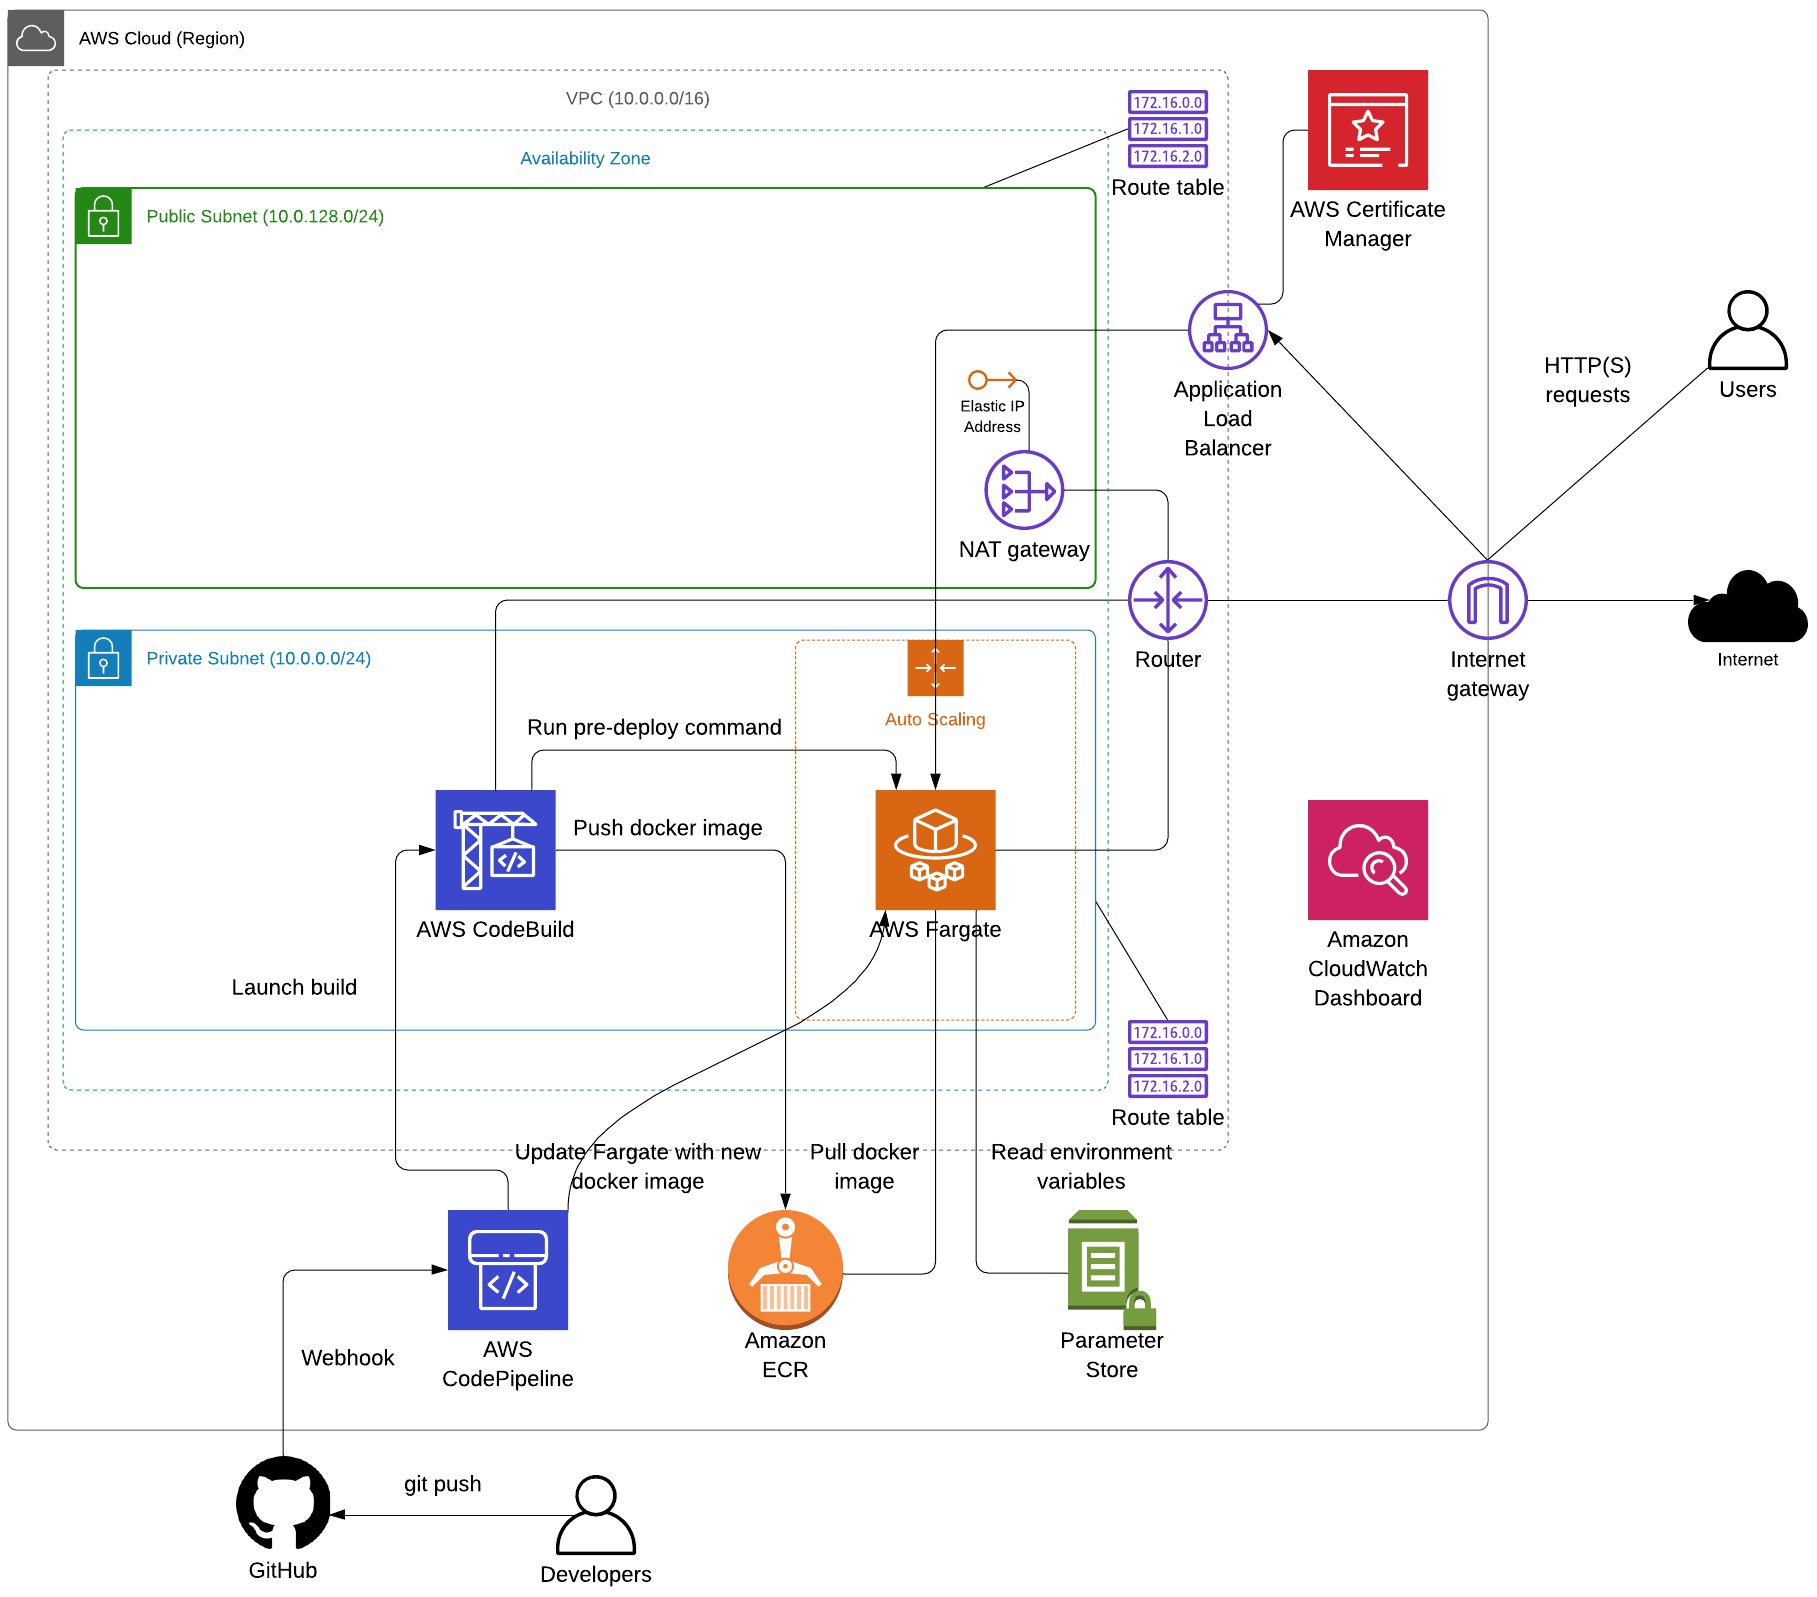 AWS Cloud (Region)
VPC (10.0.0.0/16)
172.16.0.0
172.16.1.0
172.16.2.0
Route table
Availability Zone
Public Subnet (10.0.128.0/24)
AWS Certificate
Manager
HTTP(S)
requests
Users
Application
Load
Balancer
Elastic IP
Address
NAT gateway
Router
Internet
gateway
Internet
Private Subnet (10.0.0.0/24)
Auto Scaling
Run pre-deploy command
Push docker image
AWS CodeBuild
AWS Fargate
Amazon
CloudWatch
Dashboard
Launch build
172.16.0.0
172.16.1.0
172.16.2.0
Route table
Update Fargate with new
docker image
Pull docker
image
Read environment
variables
Webhook
AWS
CodePipeline
Amazon
ECR
Parameter
Store
git push
GitHub
Developers